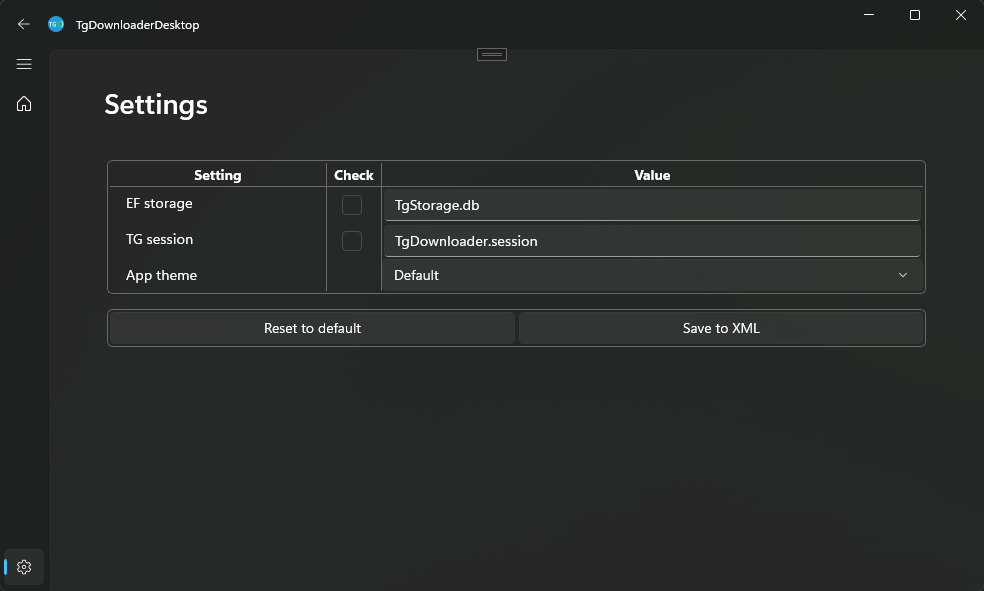 TG
TgDownloaderDesktop
Settings
Setting Check Value
EF storage TgStorage.db
TG session TgDownloader.session
App theme Default
Reset to default Save to XML